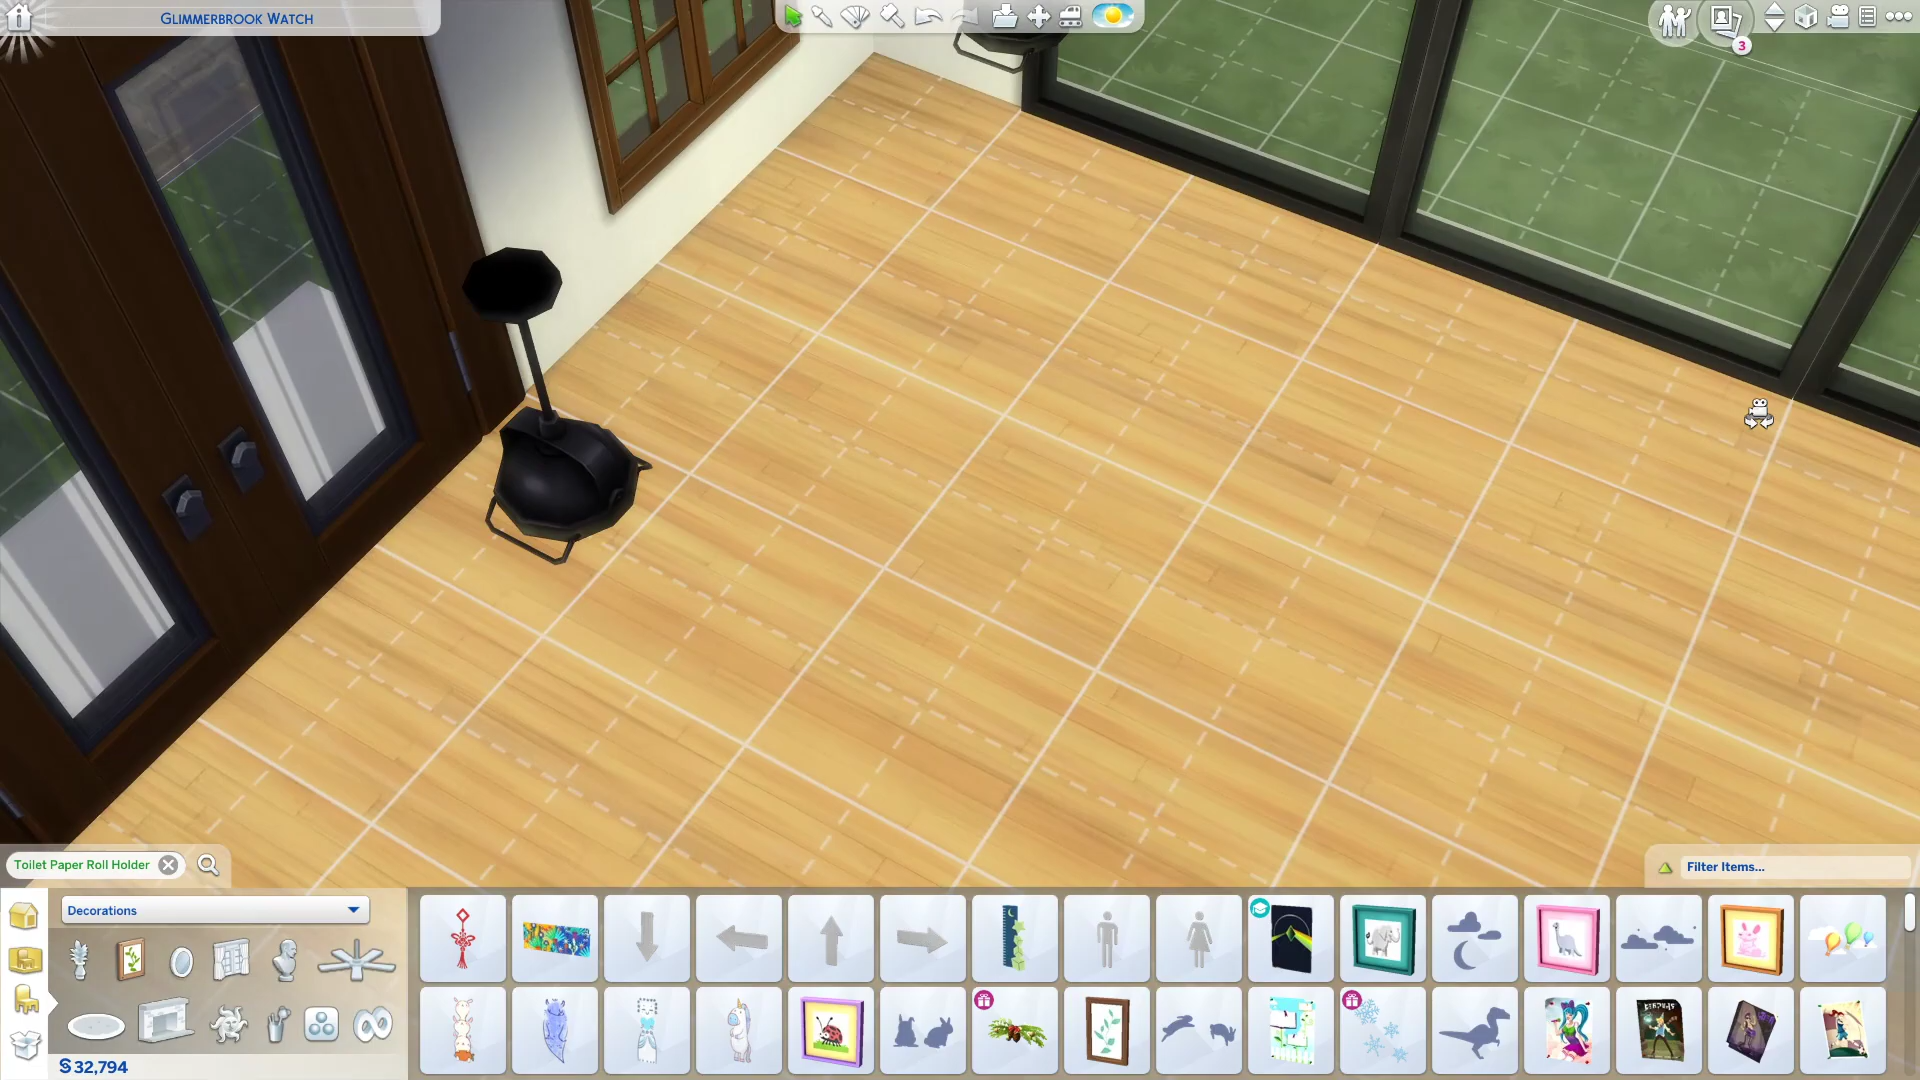 Glimmerbrook Watch
3
Toilet Paper Roll Holder
Filter Items...
Decorations
§32,794